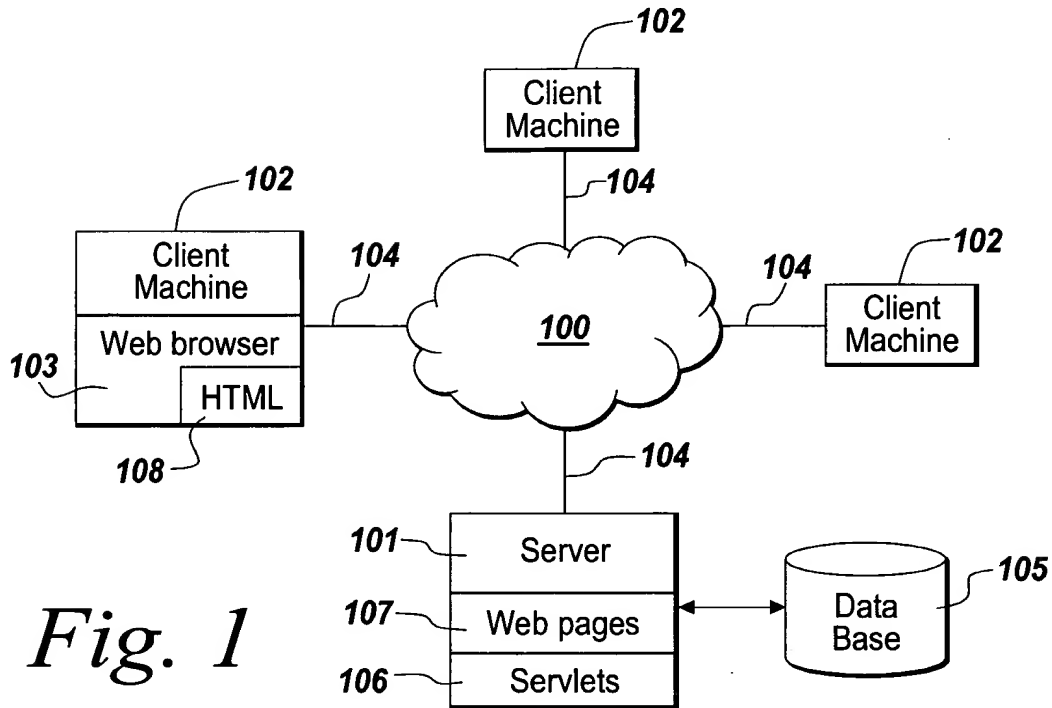 102
Client
Machine
104
102
Client
Machine
104
Web browser
103
HTML
108
100
104
102
Client
Machine
104
101
Server
107
Web pages
106
Servlets
105
Data
Base
Fig. 1